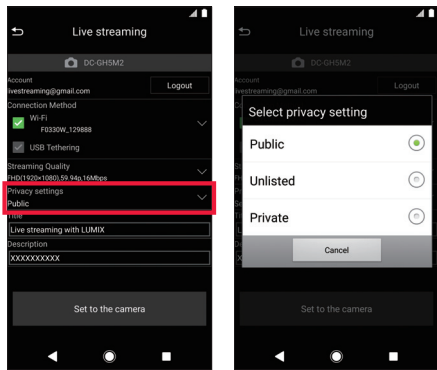 Live streaming
DC-GH5M2
Account
livestreaming@gmail.com
Logout
Connection Method
Wi-Fi
F0330W_129888
USB Tethering
Streaming Quality
FHD(1920×1080),59.94p,16Mbps
Privacy settings
Public
Title
Live streaming with LUMIX
Description
XXXXXXXXXX
Set to the camera
Live streaming
DC-GH5M2
Account
livestreaming@gmail.com
Logout
Select privacy setting
Public
Unlisted
Private
Cancel
Set to the camera